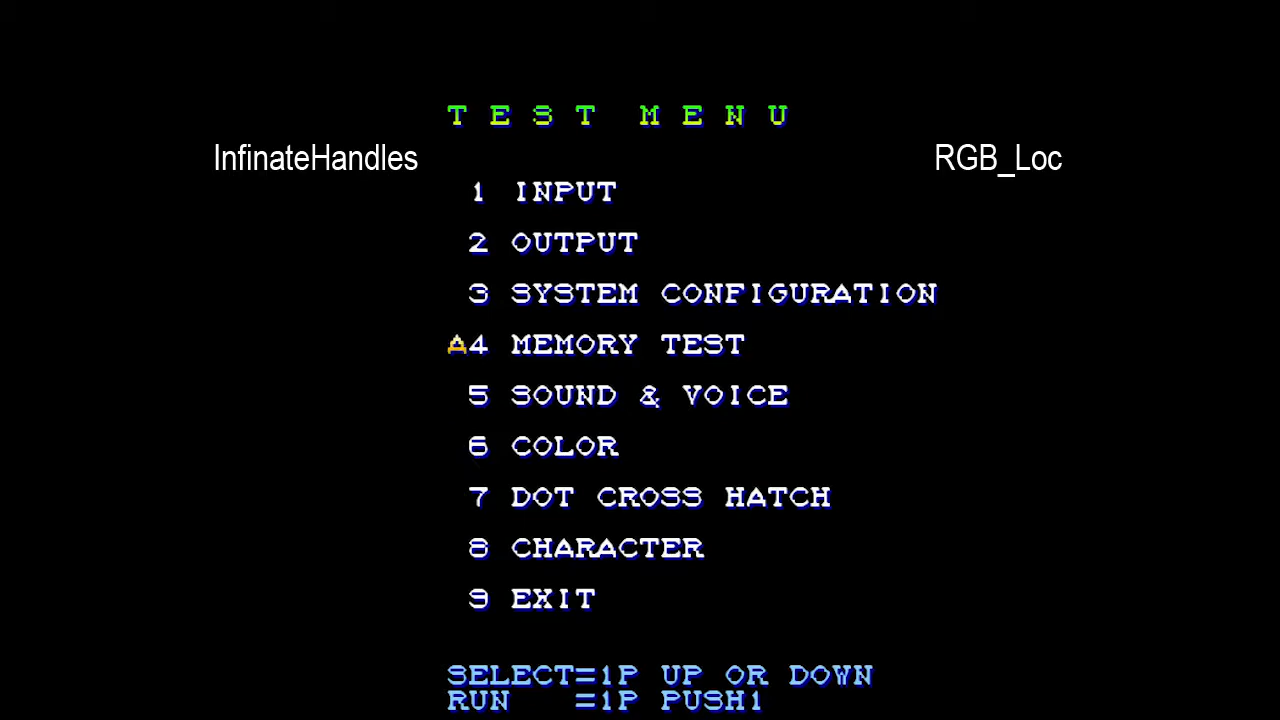 T E S T  M E N U
InfinateHandles
RGB_Loc
1 INPUT
2 OUTPUT
3 SYSTEM CONFIGURATION
A4 MEMORY TEST
5 SOUND & VOICE
6 COLOR
7 DOT CROSS HATCH
8 CHARACTER
9 EXIT
SELECT=1P UP OR DOWN
RUN   =1P PUSH1